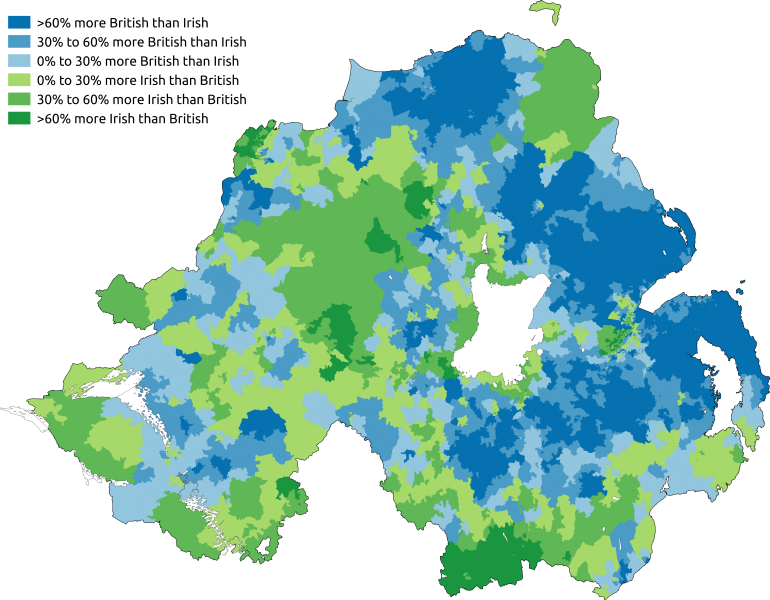 >60% more British than Irish
30% to 60% more British than Irish
0% to 30% more British than Irish
0% to 30% more Irish than British
30% to 60% more Irish than British
>60% more Irish than British